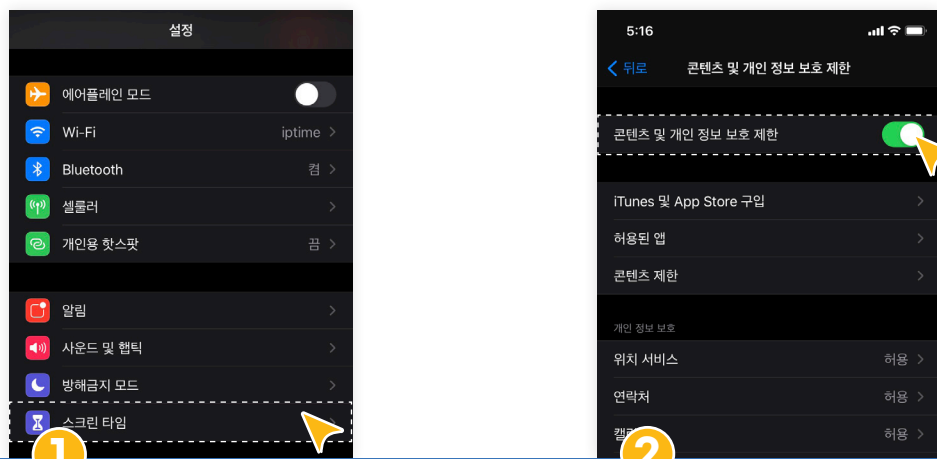 설정
에어플레인 모드
Wi-Fi iptime
Bluetooth 켬
셀룰러
개인용 핫스팟 끔
알림
사운드 및 햅틱
방해금지 모드
스크린 타임
1
5:16
뒤로 콘텐츠 및 개인 정보 보호 제한
콘텐츠 및 개인 정보 보호 제한
iTunes 및 App Store 구입
허용된 앱
콘텐츠 제한
개인 정보 보호
위치 서비스 허용
연락처 허용
허용
2